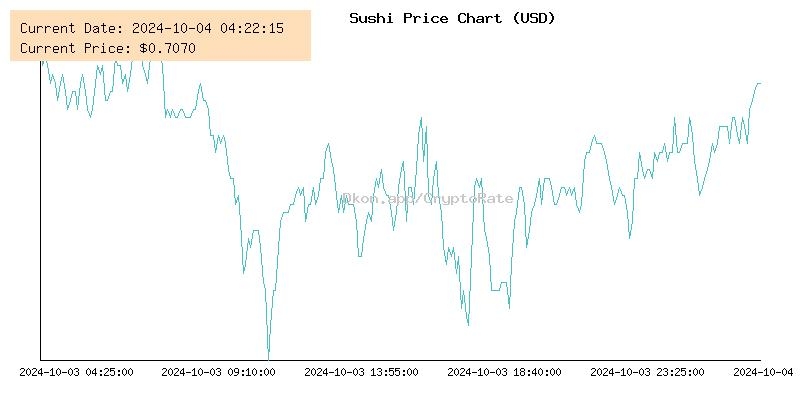 Sushi Price Chart (USD)
Current Date: 2024-10-04 04:22:15
Current Price: $0.7070
Dkon.app/CryptoRate
2024-10-03 04:25:00 2024-10-03 09:10:00 2024-10-03 13:55:00 2024-10-03 18:40:00 2024-10-03 23:25:00 2024-10-04